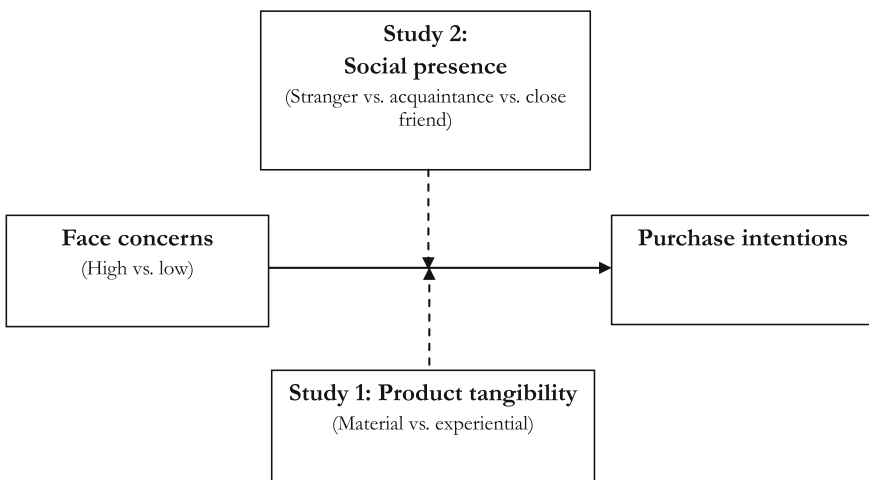 Study 2:
Social presence
(Stranger vs. acquaintance vs. close
friend)
Face concerns
(High vs. low)
Purchase intentions
Study 1: Product tangibility
(Material vs. experiential)